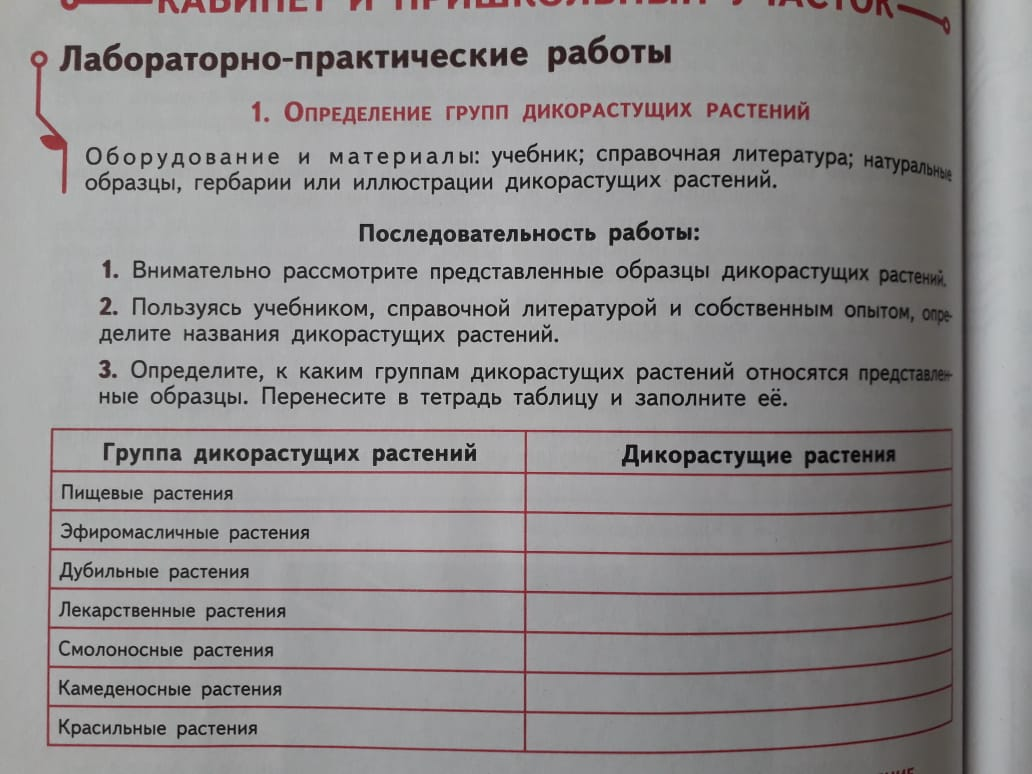 КАБИНЕТ И ПРИШКОЛЬНЫЙ УЧАСТОК
Лабораторно-практические работы
1. Определение групп дикорастущих растений
Оборудование и материалы: учебник; справочная литература; натуральные
образцы, гербарии или иллюстрации дикорастущих растений.
Последовательность работы:
1. Внимательно рассмотрите представленные образцы дикорастущих растений.
2. Пользуясь учебником, справочной литературой и собственным опытом, опре-
делите названия дикорастущих растений.
3. Определите, к каким группам дикорастущих растений относятся представлен-
ные образцы. Перенесите в тетрадь таблицу и заполните её.
Группа дикорастущих растений Дикорастущие растения
Пищевые растения
Эфиромасличные растения
Дубильные растения
Лекарственные растения
Смолоносные растения
Камеденосные растения
Красильные растения